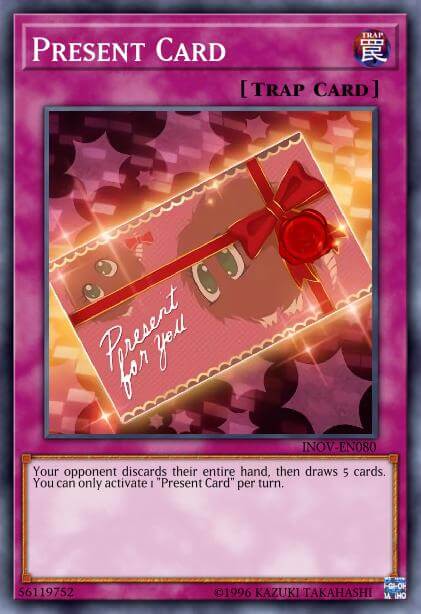 PRESENT CARD
TRAP
罠
[TRAP CARD]
Present
for you
INOV-EN080
Your opponent discards their entire hand, then draws 5 cards.
You can only activate 1 "Present Card" per turn.
56119752
©1996 KAZUKI TAKAHASHI